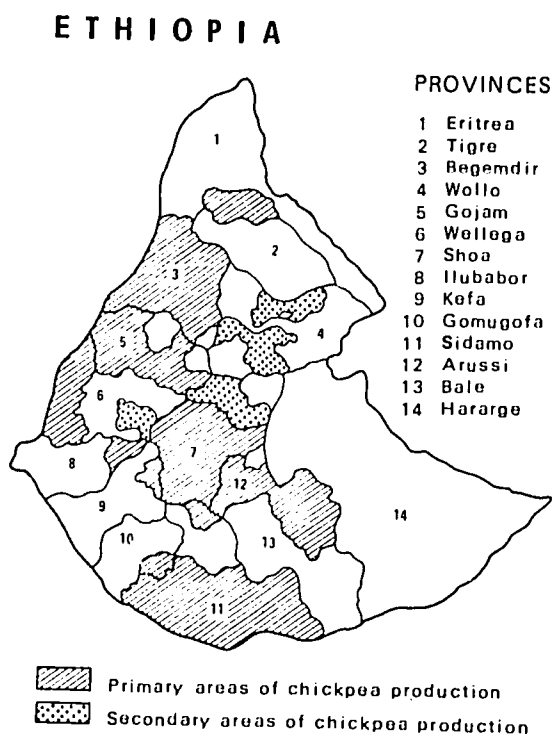 ETHIOPIA
PROVINCES
1 Eritrea
2 Tigre
3 Begemdir
4 Wollo
5 Gojam
6 Wellega
7 Shoa
8 Ilubabor
9 Kefa
10 Gomugofa
11 Sidamo
12 Arussi
13 Bale
14 Hararge
1
2
3
4
5
6
7
8
12
9
14
10
13
11
Primary areas of chickpea production
Secondary areas of chickpea production